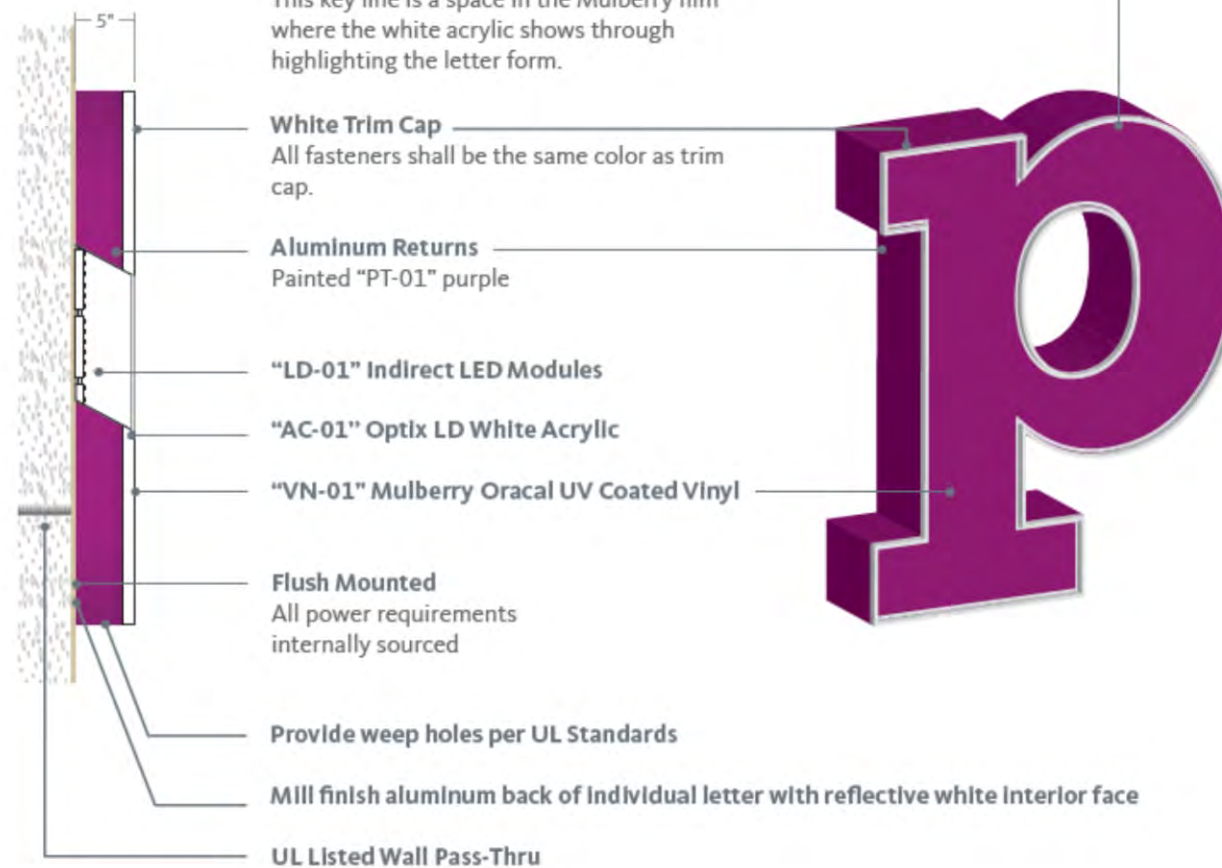 5"
This key line is a space in the Mulberry film
where the white acrylic shows through
highlighting the letter form.
White Trim Cap
All fasteners shall be the same color as trim
cap.
Aluminum Returns
Painted “PT-01” purple
“LD-01” Indirect LED Modules
“AC-01” Optix LD White Acrylic
“VN-01” Mulberry Oracal UV Coated Vinyl
Flush Mounted
All power requirements
internally sourced
Provide weep holes per UL Standards
Mill finish aluminum back of individual letter with reflective white interior face
UL Listed Wall Pass-Thru
p